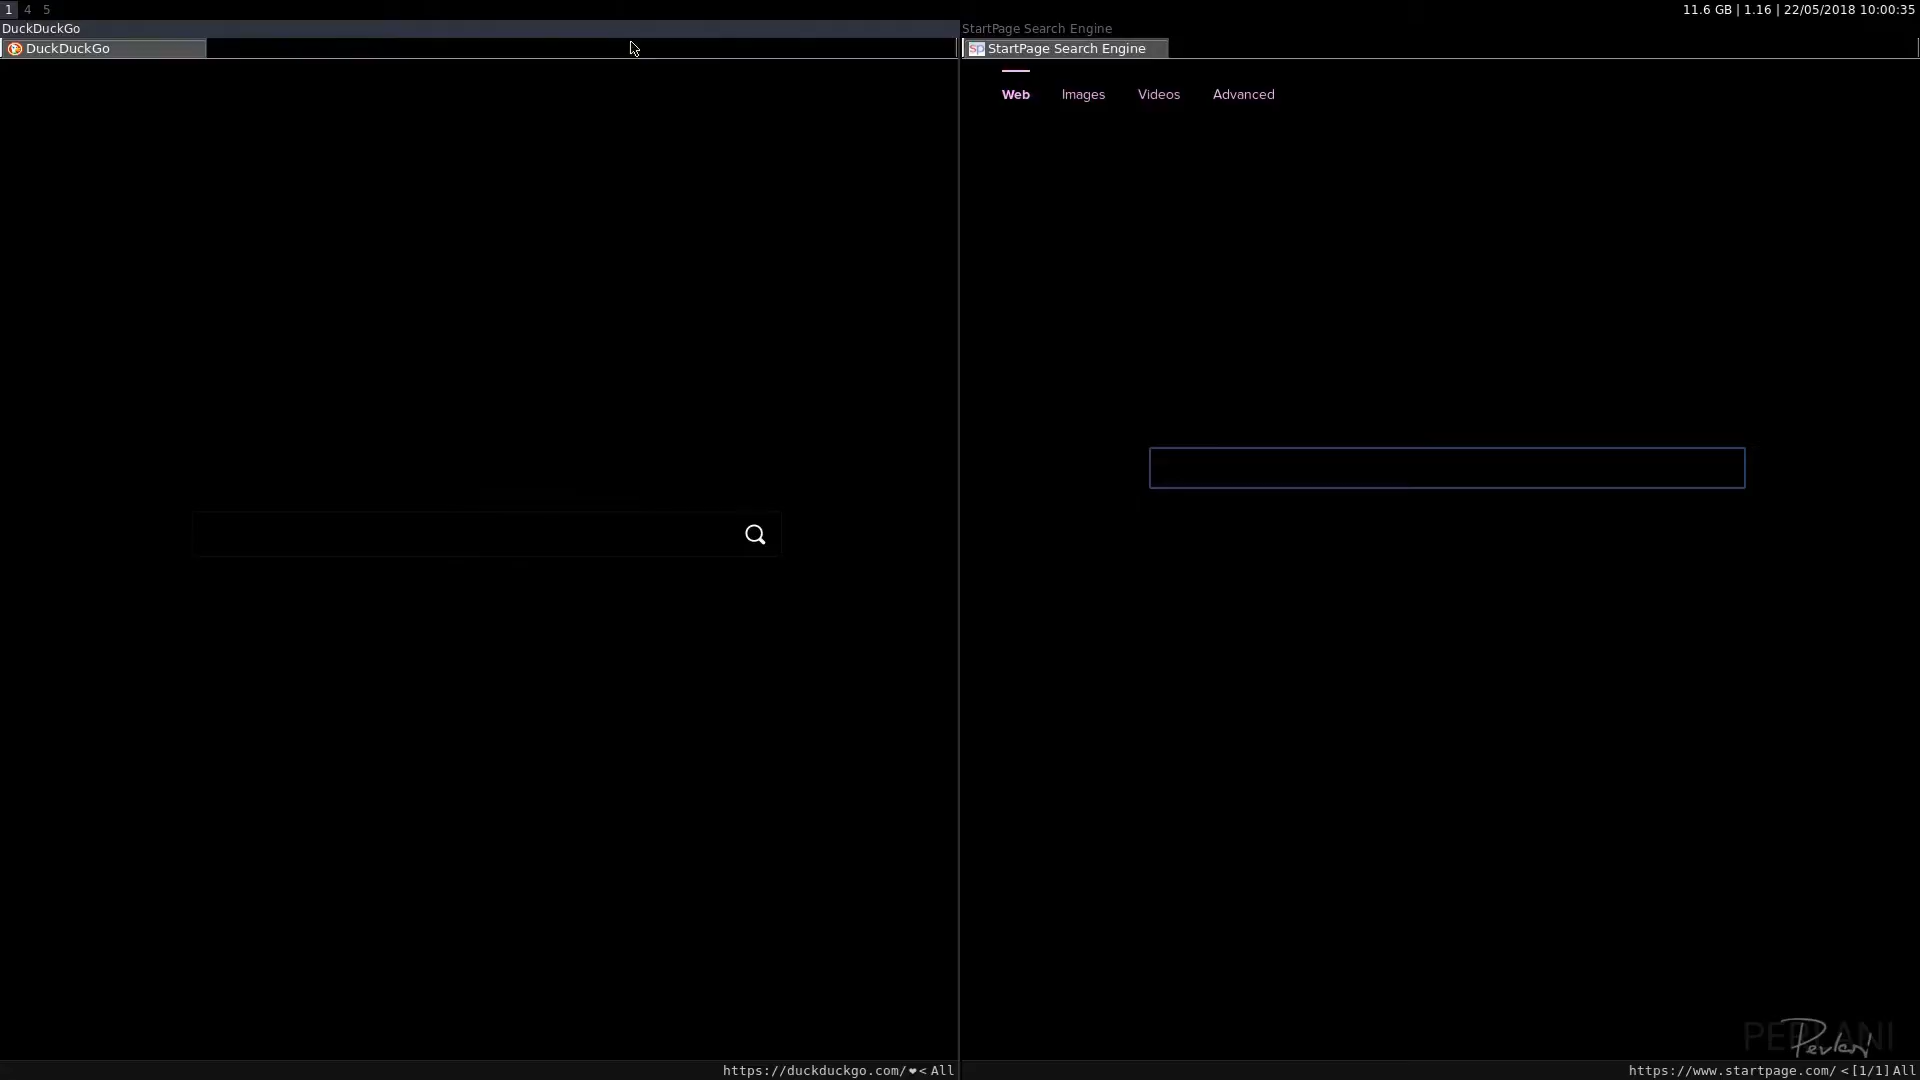 1 4 5
11.6 GB | 1.16 | 22/05/2018 10:00:35
DuckDuckGo
StartPage Search Engine
DuckDuckGo
sp StartPage Search Engine
Web Images Videos Advanced
https://duckduckgo.com/ ❤ < All
https://www.startpage.com/ < [1/1] All